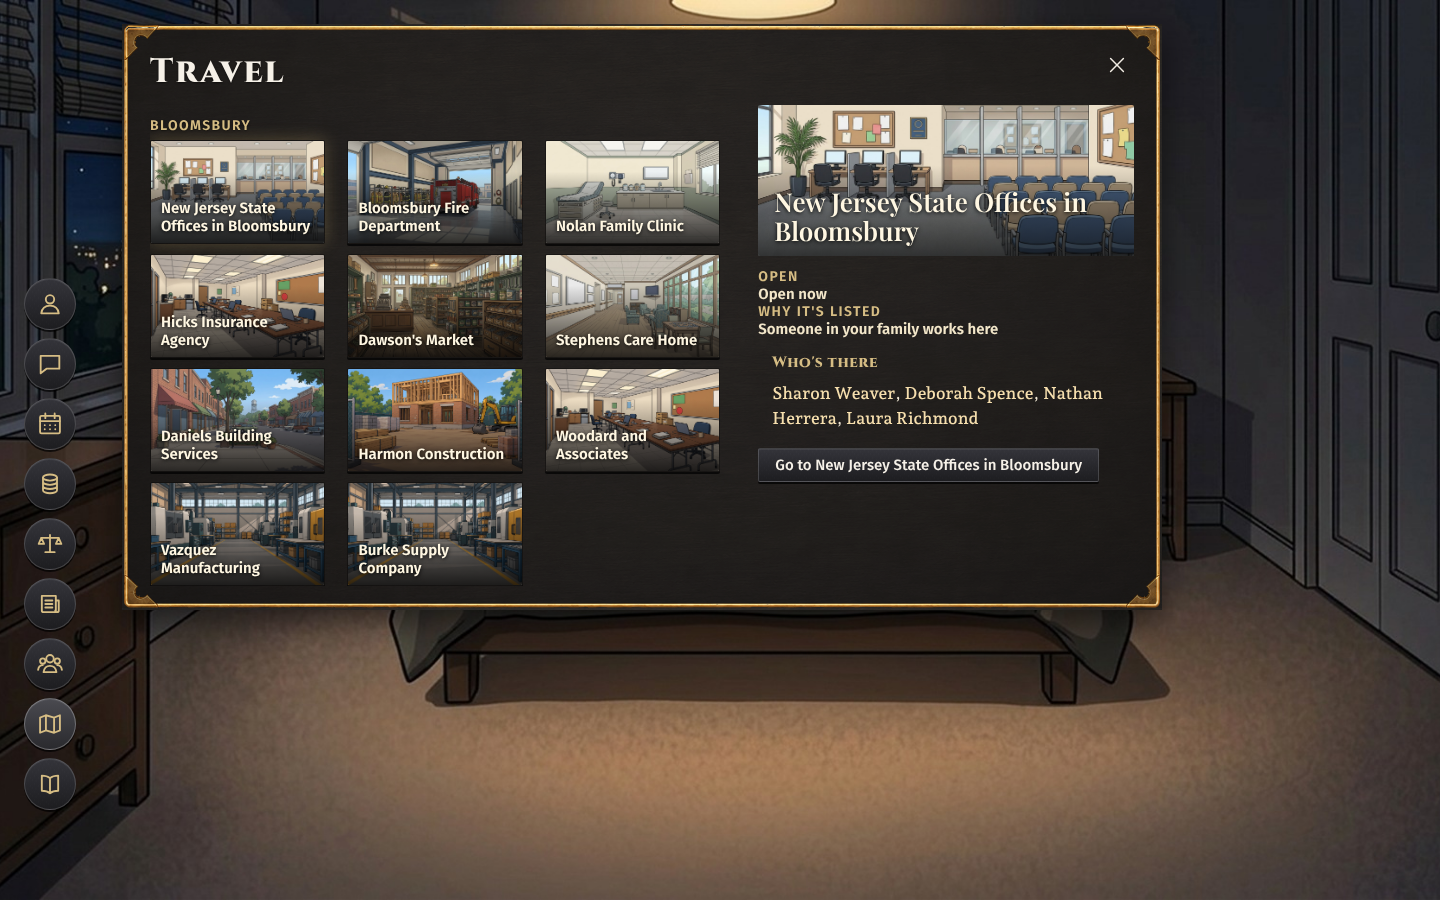 Travel
BLOOMSBURY
New Jersey State
Offices in Bloomsbury
Bloomsbury Fire
Department
Nolan Family Clinic
Hicks Insurance
Agency
Dawson's Market
Stephens Care Home
Daniels Building
Services
Harmon Construction
Woodard and
Associates
Vazquez
Manufacturing
Burke Supply
Company
New Jersey State Offices in
Bloomsbury
OPEN
Open now
WHY IT'S LISTED
Someone in your family works here
Who's there
Sharon Weaver, Deborah Spence, Nathan
Herrera, Laura Richmond
Go to New Jersey State Offices in Bloomsbury